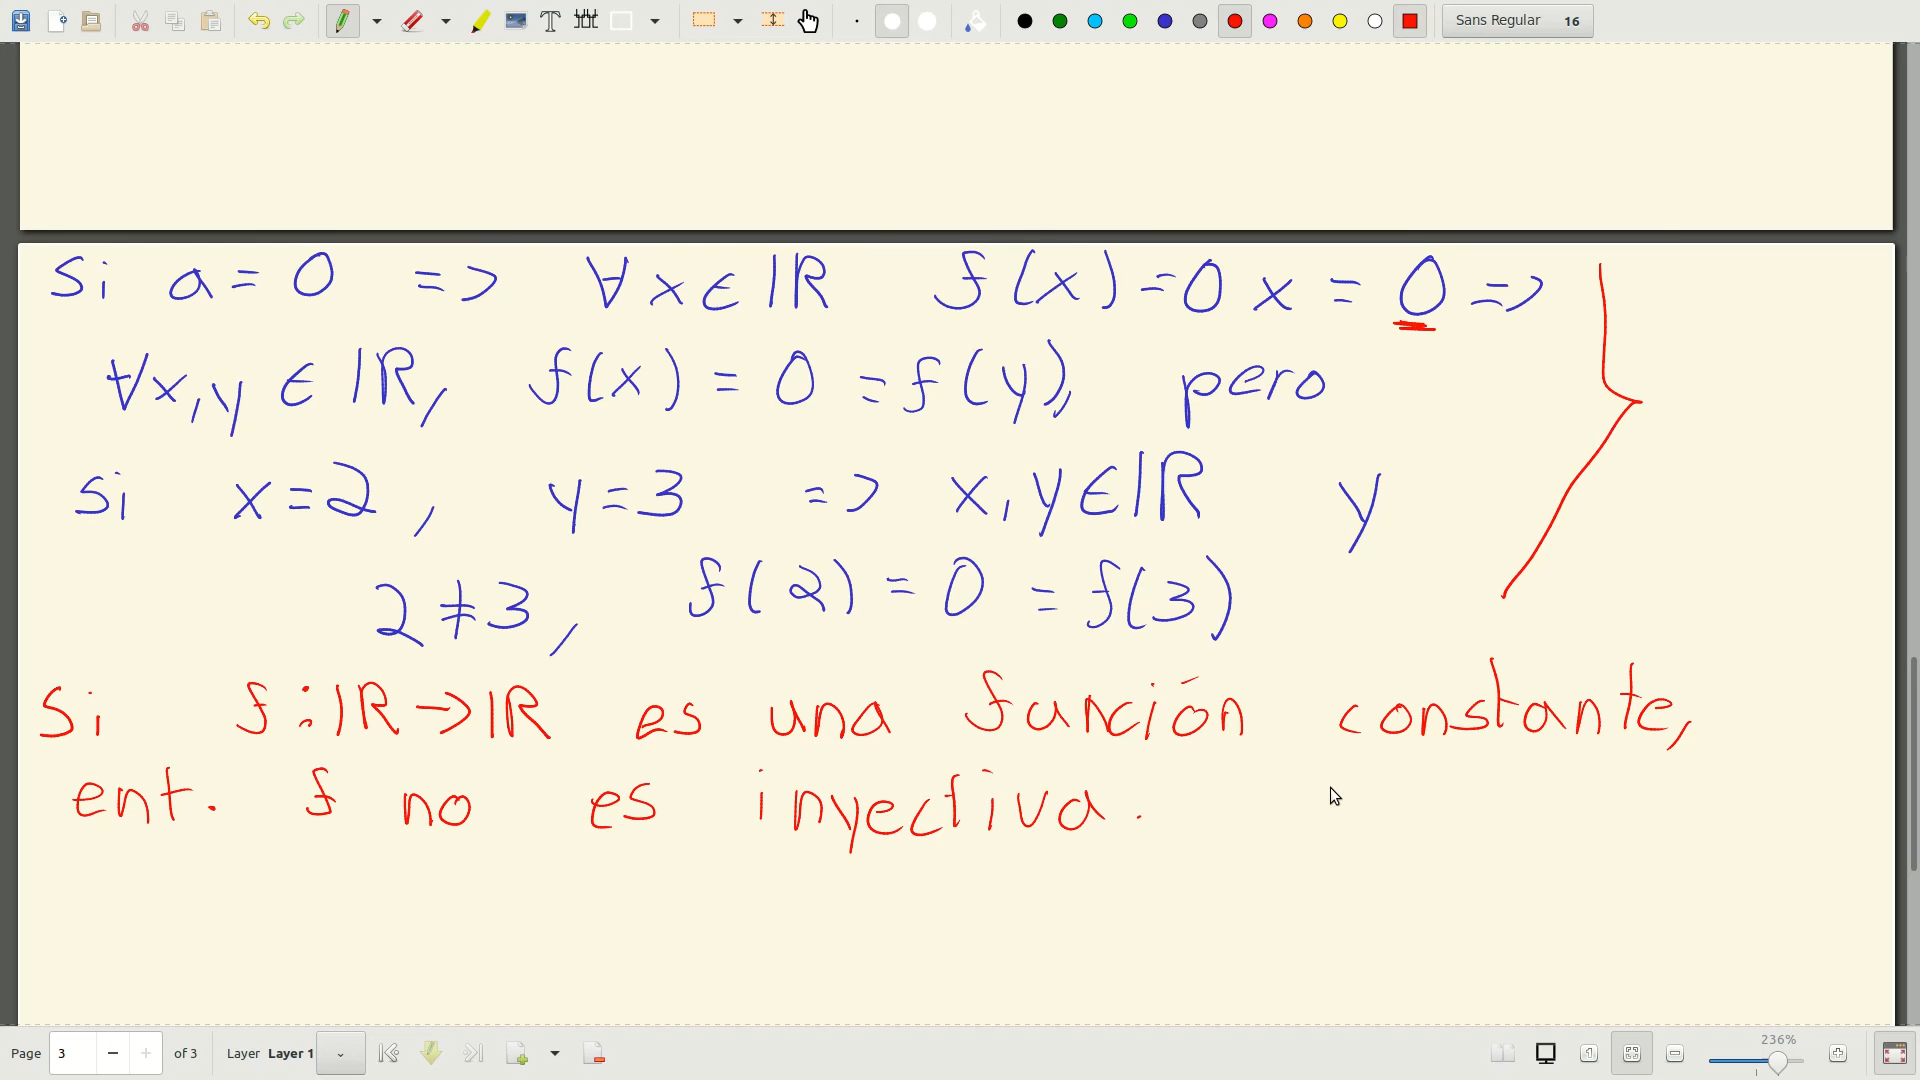 Sans Regular 16
Si a = 0 => ∀x∈ℝ f(x) = 0x = 0 =>
∀x,y ∈ ℝ, f(x) = 0 = f(y), pero
si x=2, y=3 => x,y∈ℝ y
2≠3, f(2) = 0 = f(3)
Si f:ℝ→ℝ es una función constante,
ent. f no es inyectiva.
236%
Page 3 of 3 Layer Layer 1